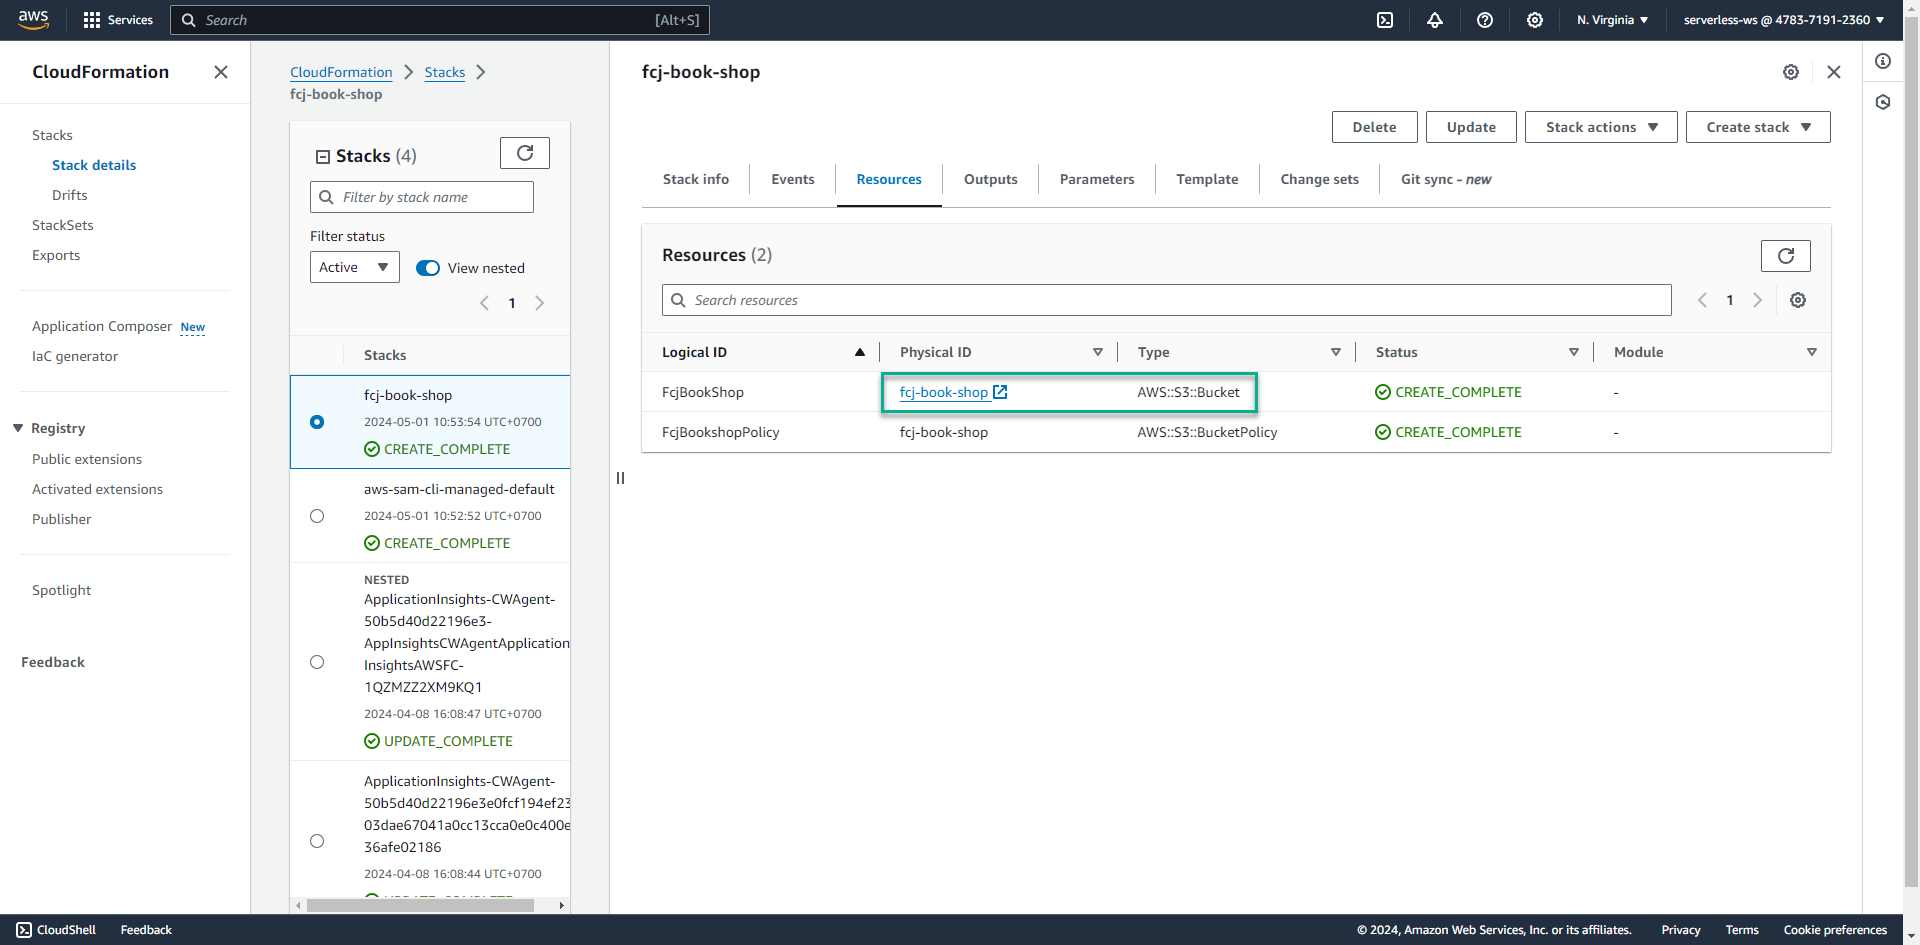 aws
Services
Search
[Alt+S]
N. Virginia
serverless-ws @ 4783-7191-2360
CloudFormation
Stacks
Stack details
Drifts
StackSets
Exports
Application Composer New
IaC generator
Registry
Public extensions
Activated extensions
Publisher
Spotlight
Feedback
CloudFormation
Stacks
fcj-book-shop
Stacks (4)
Filter by stack name
Filter status
Active
View nested
1
Stacks
fcj-book-shop
2024-05-01 10:53:54 UTC+0700
CREATE_COMPLETE
aws-sam-cli-managed-default
2024-05-01 10:52:52 UTC+0700
CREATE_COMPLETE
NESTED
ApplicationInsights-CWAgent-
50b5d40d22196e3-
AppInsightsCWAgentApplication
InsightsAWSFC-
1QZMZZ2XM9KQ1
2024-04-08 16:08:47 UTC+0700
UPDATE_COMPLETE
ApplicationInsights-CWAgent-
50b5d40d22196e3e0fcf194ef23
03dae67041a0cc13cca0e0c400e
36afe02186
2024-04-08 16:08:44 UTC+0700
fcj-book-shop
Delete
Update
Stack actions
Create stack
Stack info
Events
Resources
Outputs
Parameters
Template
Change sets
Git sync - new
Resources (2)
Search resources
1
Logical ID
Physical ID
Type
Status
Module
FcjBookShop
fcj-book-shop
AWS::S3::Bucket
CREATE_COMPLETE
-
FcjBookshopPolicy
fcj-book-shop
AWS::S3::BucketPolicy
CREATE_COMPLETE
-
CloudShell
Feedback
© 2024, Amazon Web Services, Inc. or its affiliates.
Privacy
Terms
Cookie preferences